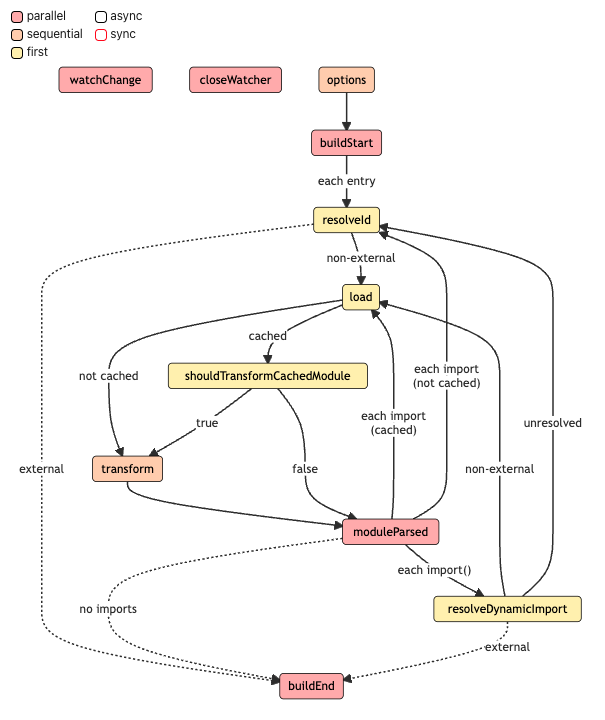 parallel
async
sequential
sync
first
watchChange
closeWatcher
options
buildStart
each entry
resolveId
non-external
load
cached
not cached
shouldTransformCachedModule
each import
(not cached)
each import
(cached)
true
unresolved
external
transform
false
non-external
moduleParsed
each import()
no imports
resolveDynamicImport
external
buildEnd